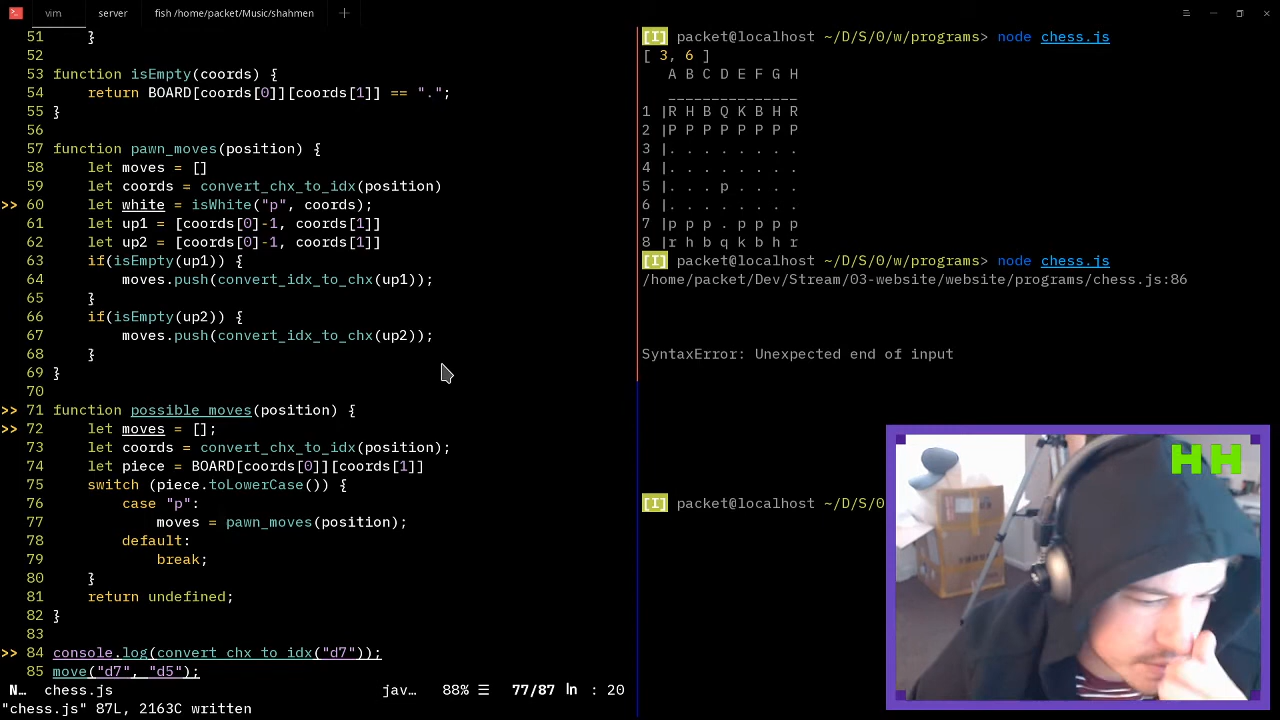 vim server fish /home/packet/Music/shahmen
51 }
52
53 function isEmpty(coords) {
54 return BOARD[coords[0]][coords[1]] == ".";
55 }
56
57 function pawn_moves(position) {
58 let moves = []
59 let coords = convert_chx_to_idx(position)
>> 60 let white = isWhite("p", coords);
61 let up1 = [coords[0]-1, coords[1]]
62 let up2 = [coords[0]-1, coords[1]]
63 if(isEmpty(up1)) {
64 moves.push(convert_idx_to_chx(up1));
65 }
66 if(isEmpty(up2)) {
67 moves.push(convert_idx_to_chx(up2));
68 }
69 }
70
>> 71 function possible_moves(position) {
>> 72 let moves = [];
73 let coords = convert_chx_to_idx(position);
74 let piece = BOARD[coords[0]][coords[1]]
75 switch (piece.toLowerCase()) {
76 case "p":
77 moves = pawn_moves(position);
78 default:
79 break;
80 }
81 return undefined;
82 }
83
>> 84 console.log(convert_chx_to_idx("d7"));
85 move("d7", "d5");
N… chess.js jav… 88% ☰ 77/87 ln : 20
"chess.js" 87L, 2163C written
[I] packet@localhost ~/D/S/0/w/programs> node chess.js
[ 3, 6 ]
A B C D E F G H
_______________
1 |R H B Q K B H R
2 |P P P P P P P P
3 |. . . . . . . .
4 |. . . . . . . .
5 |. . . p . . . .
6 |. . . . . . . .
7 |p p p . p p p p
8 |r h b q k b h r
[I] packet@localhost ~/D/S/0/w/programs> node chess.js
/home/packet/Dev/Stream/03-website/website/programs/chess.js:86
SyntaxError: Unexpected end of input
[I] packet@localhost ~/D/S/0
HH